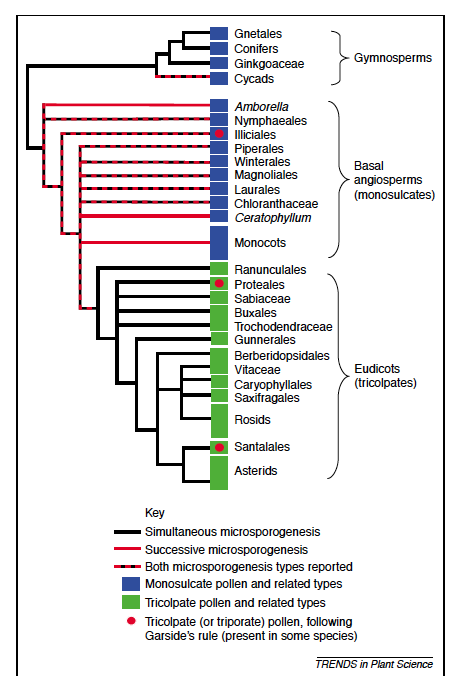 Gnetales
Conifers
Ginkgoaceae
Cycads
Gymnosperms
Amborella
Nymphaeales
Illiciales
Piperales
Winterales
Magnoliales
Laurales
Chloranthaceae
Ceratophyllum
Monocots
Basal
angiosperms
(monosulcates)
Ranunculales
Proteales
Sabiaceae
Buxales
Trochodendraceae
Gunnerales
Berberidopsidales
Vitaceae
Caryophyllales
Saxifragales
Rosids
Santalales
Asterids
Eudicots
(tricolpates)
Key
Simultaneous microsporogenesis
Successive microsporogenesis
Both microsporogenesis types reported
Monosulcate pollen and related types
Tricolpate pollen and related types
Tricolpate (or triporate) pollen, following
Garside's rule (present in some species)
TRENDS in Plant Science